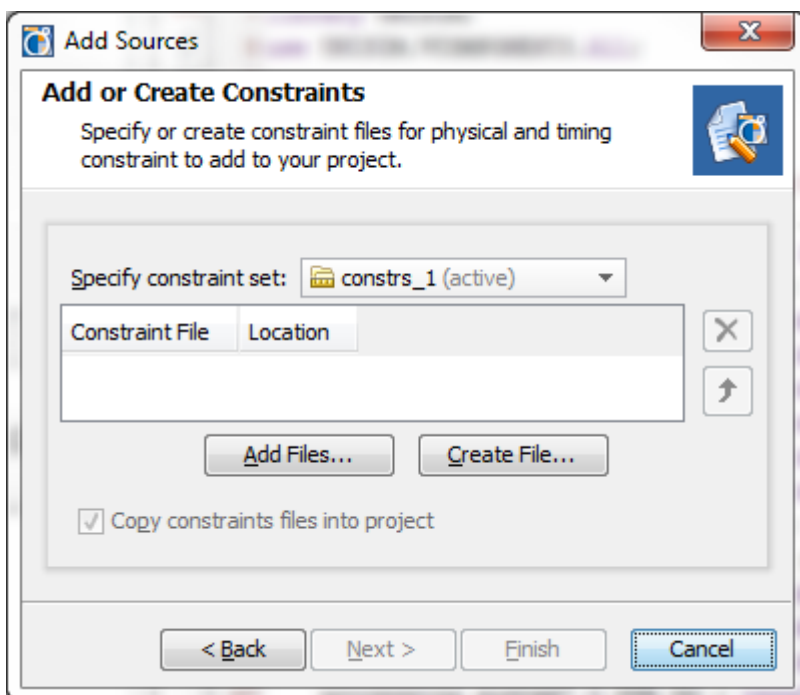 Add Sources
Add or Create Constraints
Specify or create constraint files for physical and timing
constraint to add to your project.
Specify constraint set: constrs_1 (active)
Constraint File Location
Add Files... Create File...
Copy constraints files into project
< Back Next > Finish Cancel